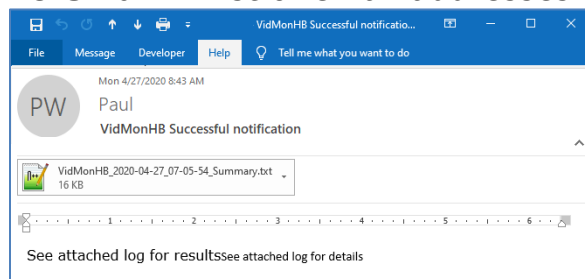 VidMonHB Successful notificatio...
File Message Developer Help Tell me what you want to do
Mon 4/27/2020 8:43 AM
PW
Paul
VidMonHB Successful notification
VidMonHB_2020-04-27_07-05-54_Summary.txt
16 KB
1 2 3 4 5 6
See attached log for resultsSee attached log for details